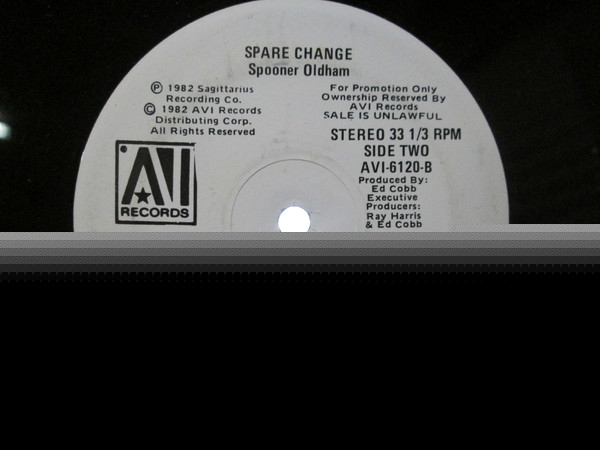 SPARE CHANGE
Spooner Oldham
℗ 1982 Sagittarius
Recording Co.
© 1982 AVI Records
Distributing Corp.
All Rights Reserved
For Promotion Only
Ownership Reserved By
AVI Records
SALE IS UNLAWFUL
STEREO 33 1/3 RPM
SIDE TWO
AVI-6120-B
Produced By:
Ed Cobb
Executive
Producers:
Ray Harris
& Ed Cobb
AVI
RECORDS